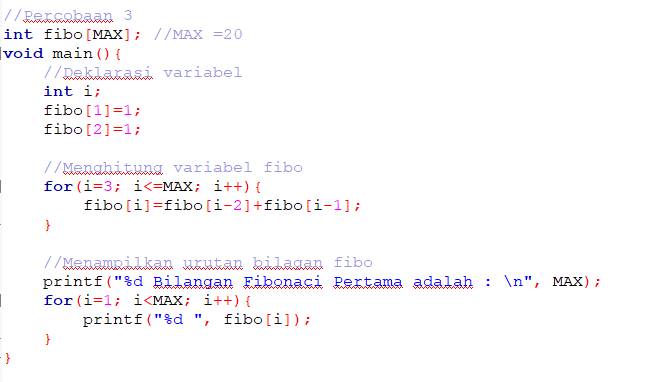 //Percobaan 3
int fibo[MAX]; //MAX =20
void main(){
//Deklarasi variabel
int i;
fibo[1]=1;
fibo[2]=1;
//Menghitung variabel fibo
for(i=3; i<=MAX; i++){
fibo[i]=fibo[i-2]+fibo[i-1];
}
//Menampilkan urutan bilagan fibo
printf("%d Bilangan Fibonaci Pertama adalah : \n", MAX);
for(i=1; i<MAX; i++){
printf("%d ", fibo[i]);
}
}